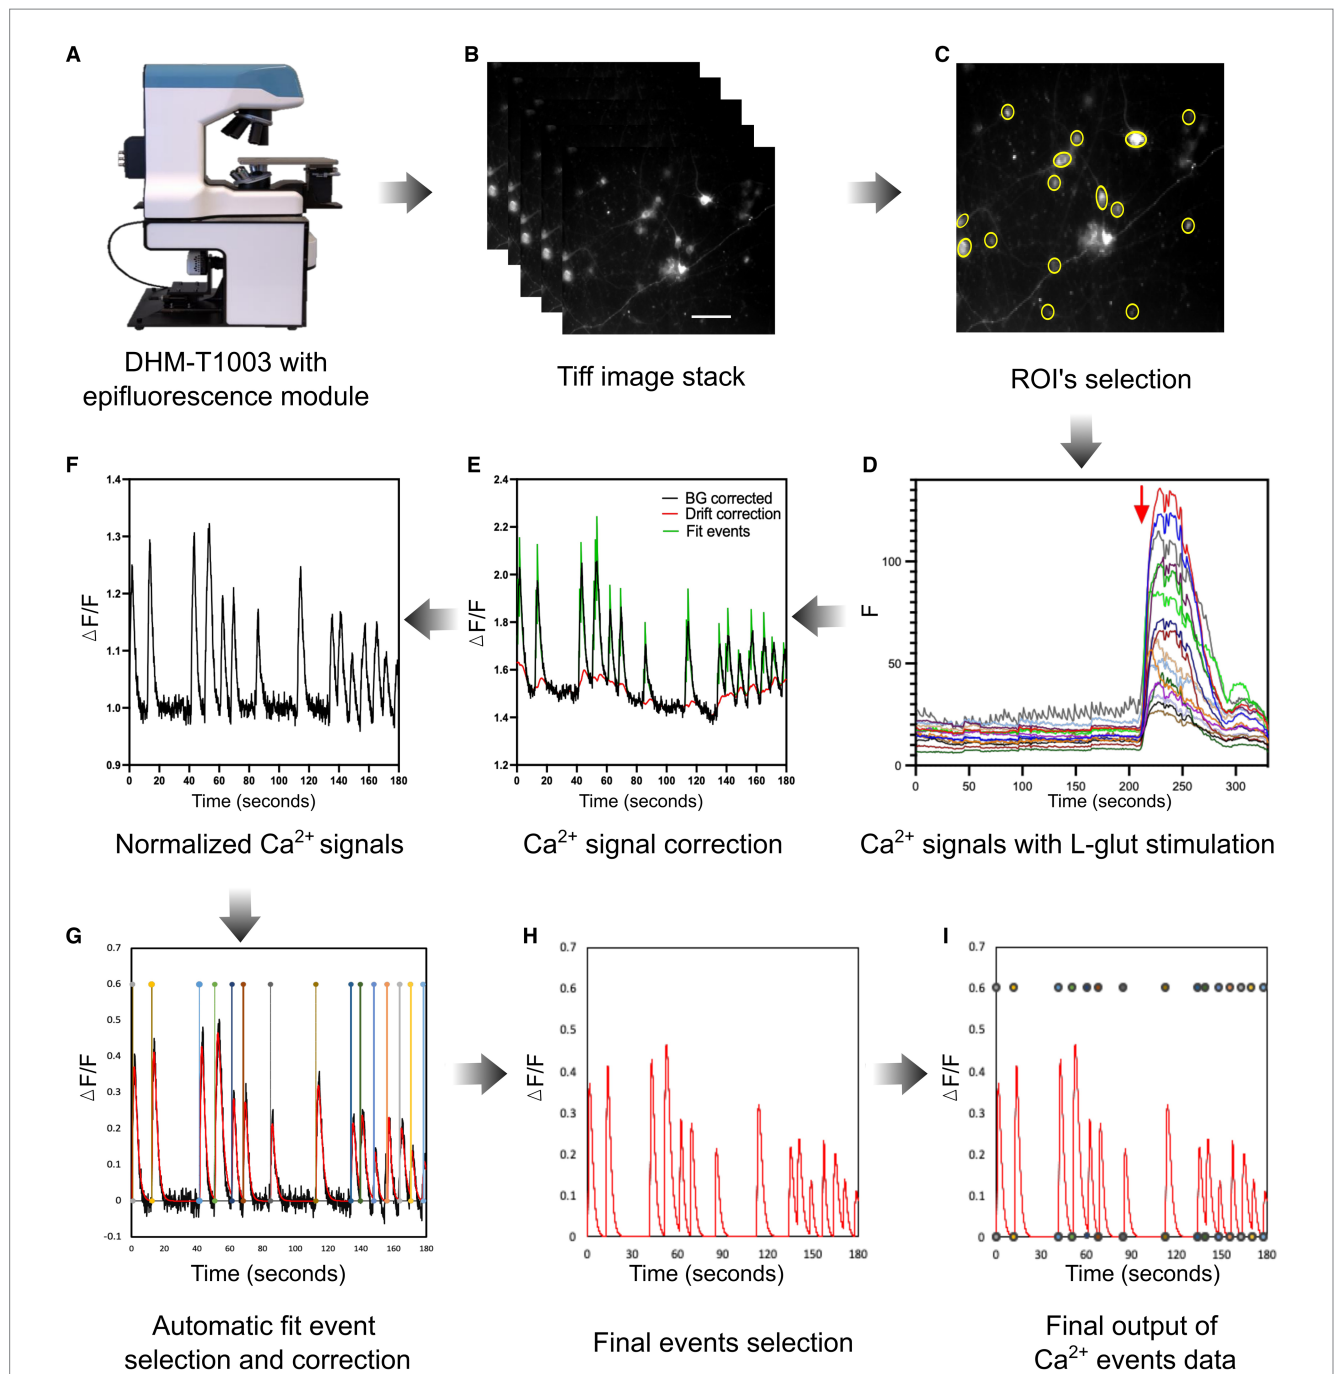 A
B
C
DHM-T1003 with
epifluorescence module
Tiff image stack
ROI's selection
F
1.4
1.3
1.2
1.1
1.0
0.9
△F/F
0 20 40 60 80 100 120 140 160 180
Time (seconds)
Normalized Ca²⁺ signals
E
2.4
2.2
2.0
1.8
1.6
1.4
1.2
△F/F
BG corrected
Drift correction
Fit events
0 20 40 60 80 100 120 140 160 180
Time (seconds)
Ca²⁺ signal correction
D
100
50
0
F
0 50 100 150 200 250 300
Time (seconds)
Ca²⁺ signals with L-glut stimulation
G
0.7
0.6
0.5
0.4
0.3
0.2
0.1
0
-0.1
△F/F
0 20 40 60 80 100 120 140 160 180
Time (seconds)
Automatic fit event
selection and correction
H
0.7
0.6
0.5
0.4
0.3
0.2
0.1
0
△F/F
0 30 60 90 120 150 180
Time (seconds)
Final events selection
I
0.7
0.6
0.5
0.4
0.3
0.2
0.1
0
△F/F
0 30 60 90 120 150 180
Time (seconds)
Final output of
Ca²⁺ events data